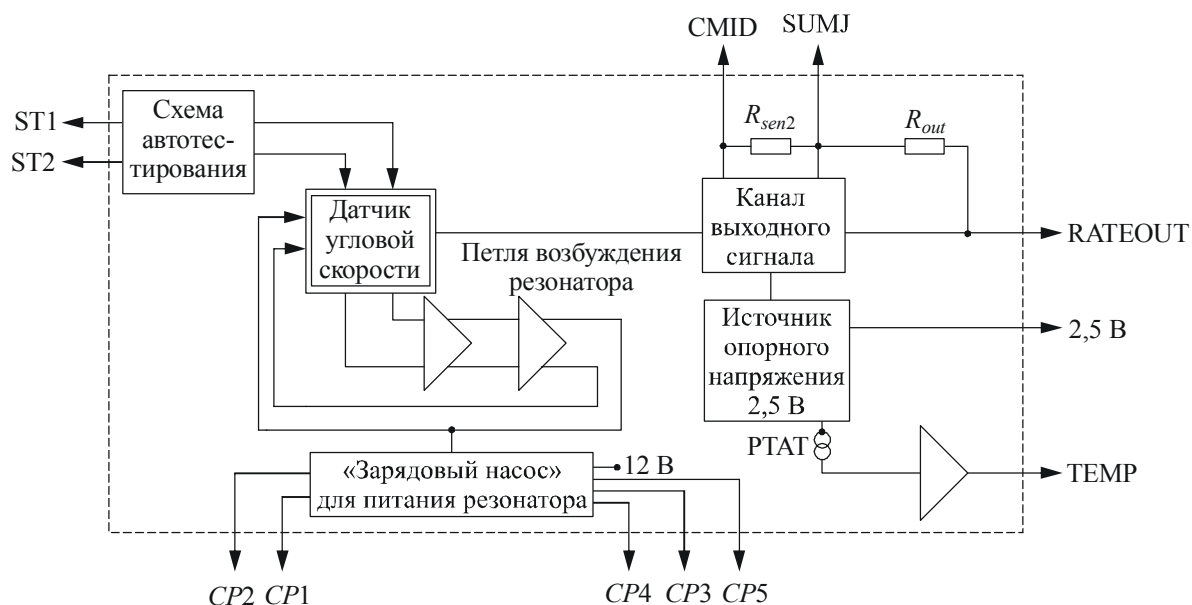 CMID
SUMJ
ST1
ST2
Схема
автотес-
тирования
Rsen2
Rout
Датчик
угловой
скорости
Канал
выходного
сигнала
RATEOUT
Петля возбуждения
резонатора
Источник
опорного
напряжения
2,5 В
2,5 В
PTAT
TEMP
«Зарядовый насос»
для питания резонатора
12 В
CP2
CP1
CP4
CP3
CP5